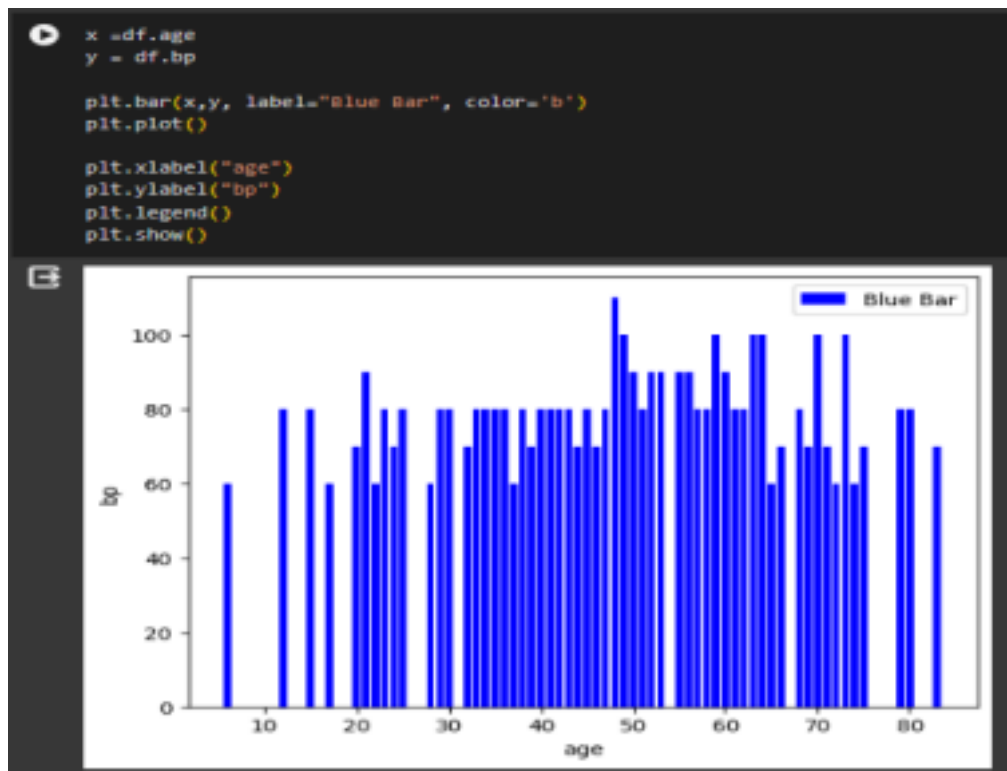 x =df.age
y = df.bp
plt.bar(x,y, label="Blue Bar", color='b')
plt.plot()
plt.xlabel("age")
plt.ylabel("bp")
plt.legend()
plt.show()
Blue Bar
100
80
60
40
20
0
bp
10 20 30 40 50 60 70 80
age